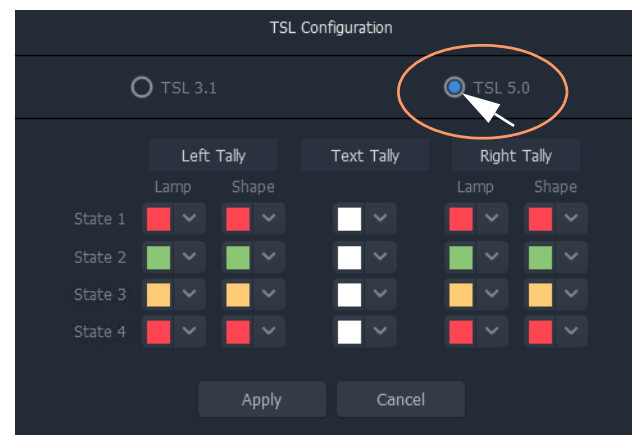 TSL Configuration
TSL 3.1 TSL 5.0
Left Tally Text Tally Right Tally
Lamp Shape Lamp Shape
State 1
State 2
State 3
State 4
Apply Cancel